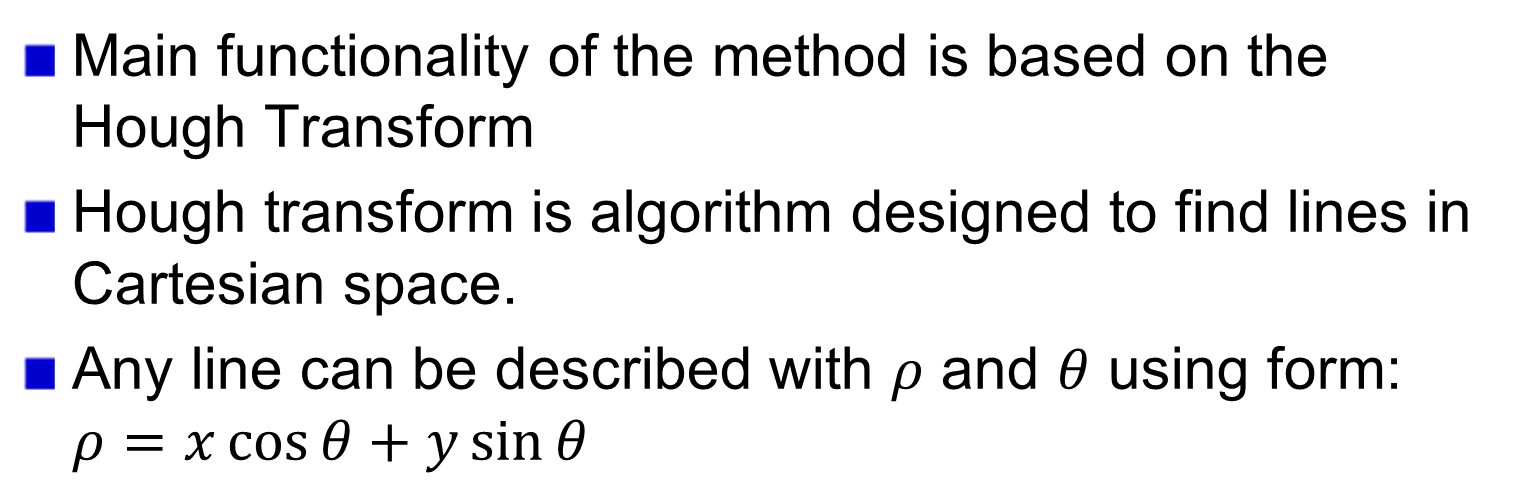 ■ Main functionality of the method is based on the
Hough Transform
■ Hough transform is algorithm designed to find lines in
Cartesian space.
■ Any line can be described with 𝜌 and 𝜃 using form:
𝜌 = 𝑥 cos 𝜃 + 𝑦 sin 𝜃